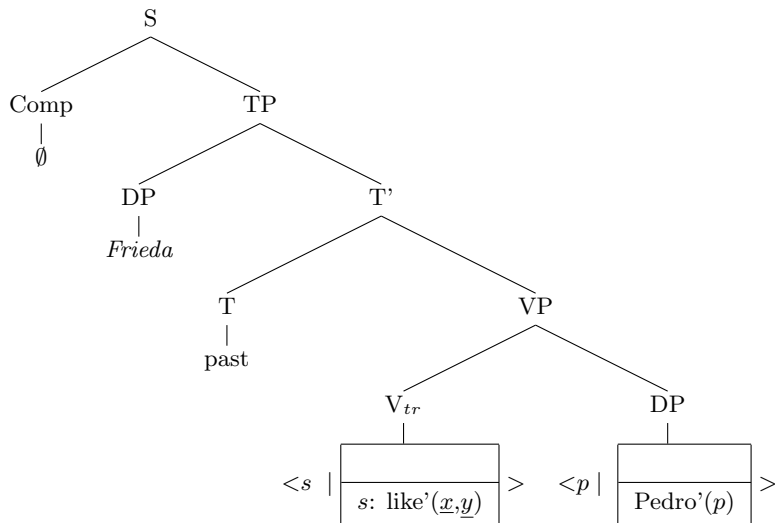 S
Comp TP
∅
DP T'
Frieda
T VP
past
V_tr DP
<s | s: like'(x,y) > <p | Pedro'(p) >